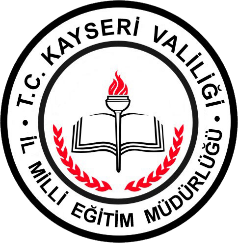 T.C. KAYSERİ VALİLİĞİ
İL MİLLİ EĞİTİM MÜDÜRLÜĞÜ